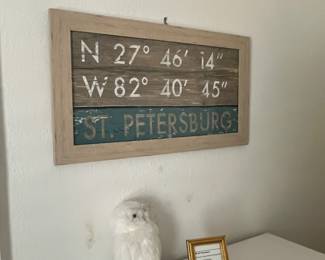 N 27° 46' 14"
W 82° 40' 45"
ST. PETERSBURG